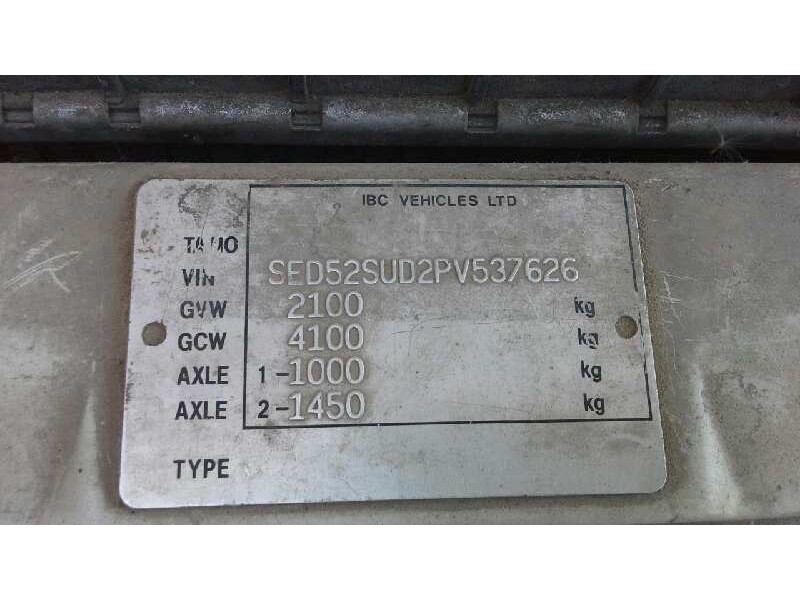 IBC VEHICLES LTD
VIN SED52SUD2PV537626
GVW 2100 kg
GCW 4100 kg
AXLE 1-1000 kg
AXLE 2-1450 kg
TYPE